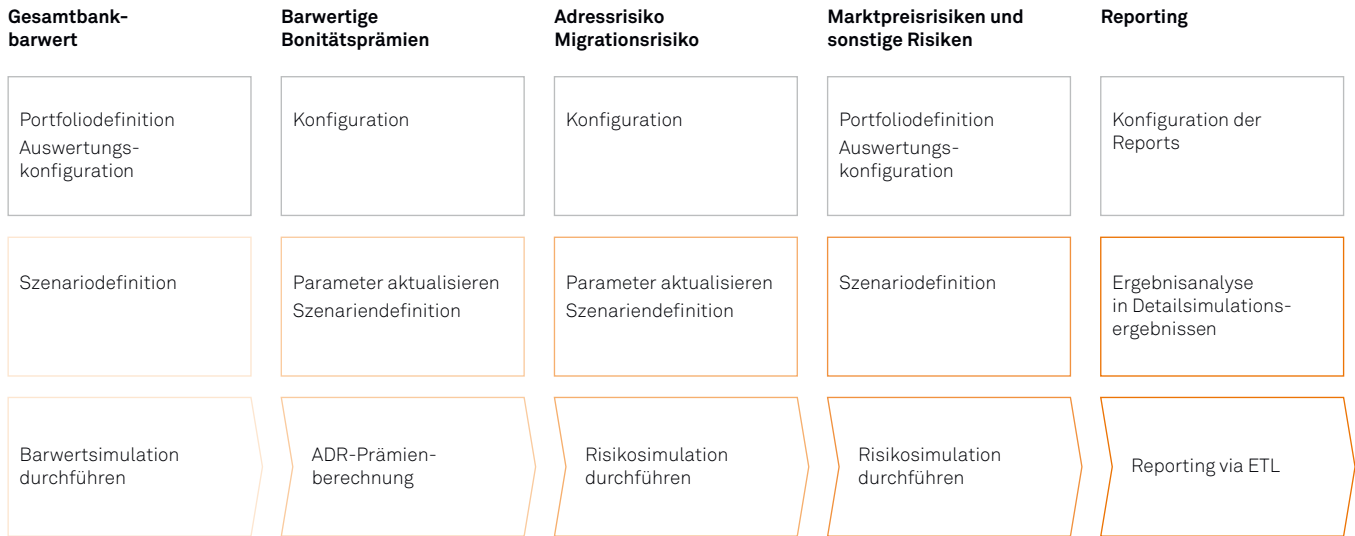 Gesamtbank-
barwert
Barwertige
Bonitätsprämien
Adressrisiko
Migrationsrisiko
Marktpreisrisiken und
sonstige Risiken
Reporting
Portfoliodefinition
Auswertungs-
konfiguration
Konfiguration
Konfiguration
Portfoliodefinition
Auswertungs-
konfiguration
Konfiguration der
Reports
Szenariodefinition
Parameter aktualisieren
Szenariendefinition
Parameter aktualisieren
Szenariendefinition
Szenariodefinition
Ergebnisanalyse
in Detailsimulations-
ergebnissen
Barwertsimulation
durchführen
ADR-Prämien-
berechnung
Risikosimulation
durchführen
Risikosimulation
durchführen
Reporting via ETL